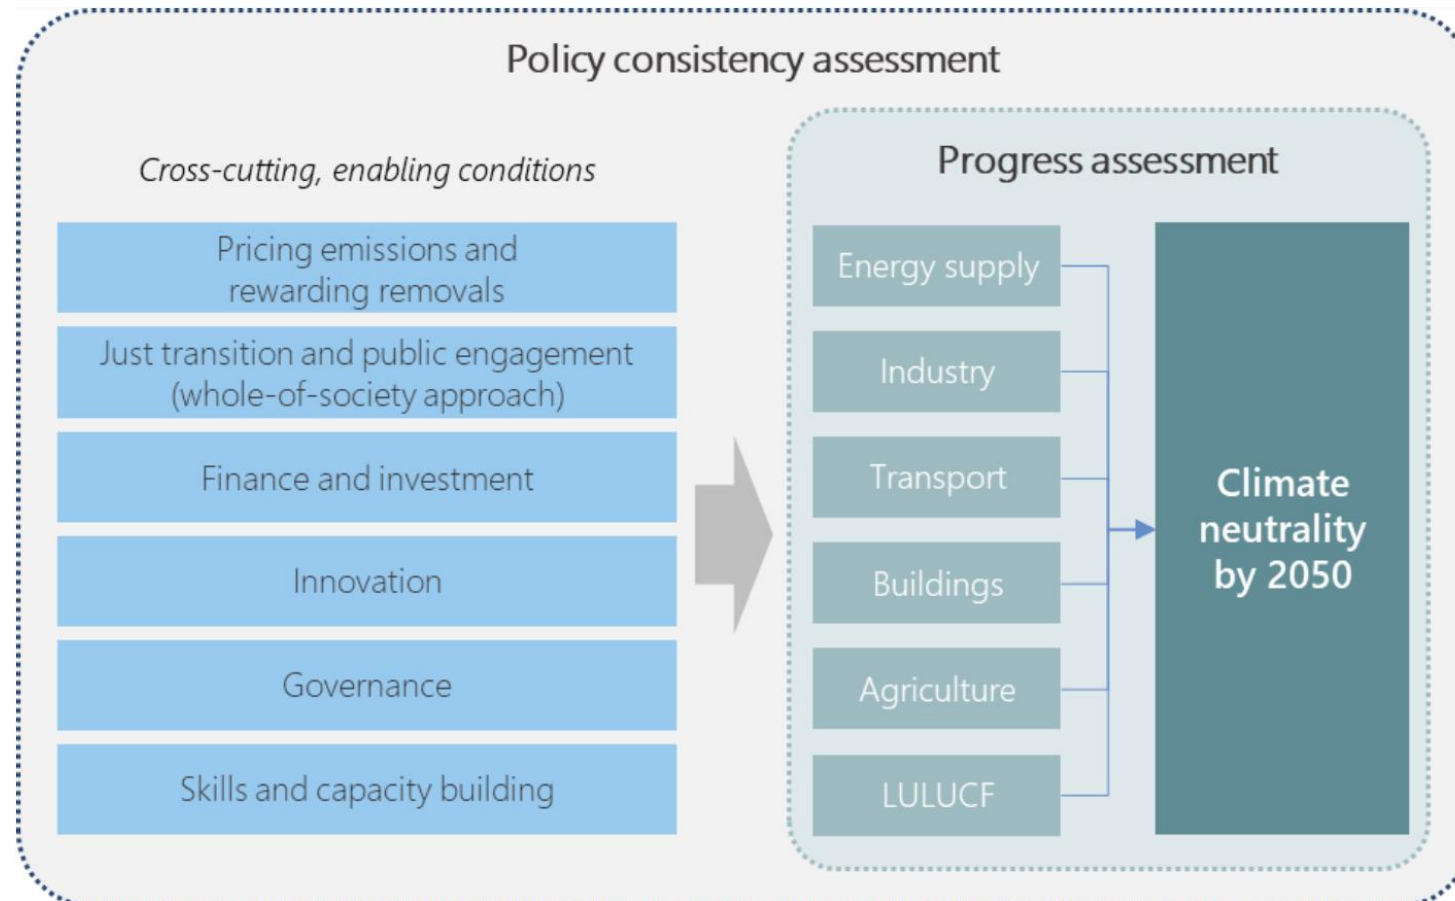 Policy consistency assessment
Cross-cutting, enabling conditions
Pricing emissions and
rewarding removals
Just transition and public engagement
(whole-of-society approach)
Finance and investment
Innovation
Governance
Skills and capacity building
Progress assessment
Energy supply
Industry
Transport
Buildings
Agriculture
LULUCF
Climate
neutrality
by 2050